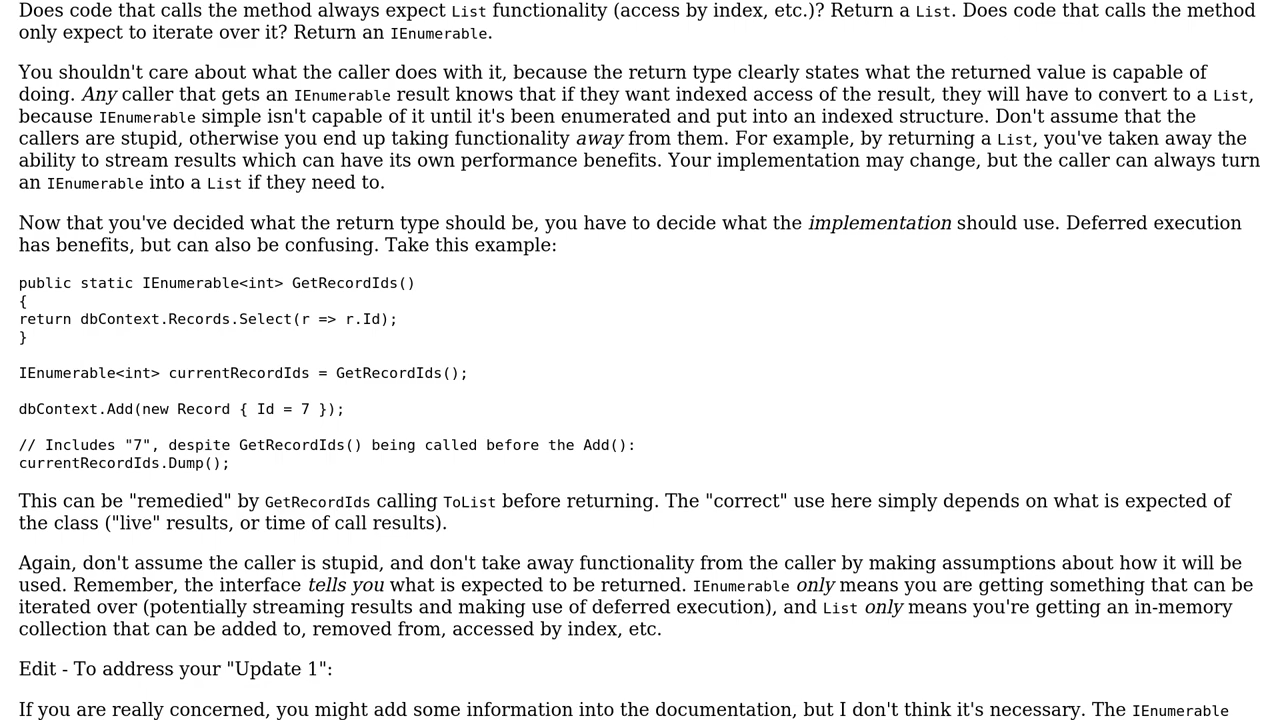 Does code that calls the method always expect List functionality (access by index, etc.)? Return a List. Does code that calls the method
only expect to iterate over it? Return an IEnumerable.
You shouldn't care about what the caller does with it, because the return type clearly states what the returned value is capable of
doing. Any caller that gets an IEnumerable result knows that if they want indexed access of the result, they will have to convert to a List,
because IEnumerable simple isn't capable of it until it's been enumerated and put into an indexed structure. Don't assume that the
callers are stupid, otherwise you end up taking functionality away from them. For example, by returning a List, you've taken away the
ability to stream results which can have its own performance benefits. Your implementation may change, but the caller can always turn
an IEnumerable into a List if they need to.
Now that you've decided what the return type should be, you have to decide what the implementation should use. Deferred execution
has benefits, but can also be confusing. Take this example:
public static IEnumerable<int> GetRecordIds()
{
return dbContext.Records.Select(r => r.Id);
}
IEnumerable<int> currentRecordIds = GetRecordIds();
dbContext.Add(new Record { Id = 7 });
// Includes "7", despite GetRecordIds() being called before the Add():
currentRecordIds.Dump();
This can be "remedied" by GetRecordIds calling ToList before returning. The "correct" use here simply depends on what is expected of
the class ("live" results, or time of call results).
Again, don't assume the caller is stupid, and don't take away functionality from the caller by making assumptions about how it will be
used. Remember, the interface tells you what is expected to be returned. IEnumerable only means you are getting something that can be
iterated over (potentially streaming results and making use of deferred execution), and List only means you're getting an in-memory
collection that can be added to, removed from, accessed by index, etc.
Edit - To address your "Update 1":
If you are really concerned, you might add some information into the documentation, but I don't think it's necessary. The IEnumerable